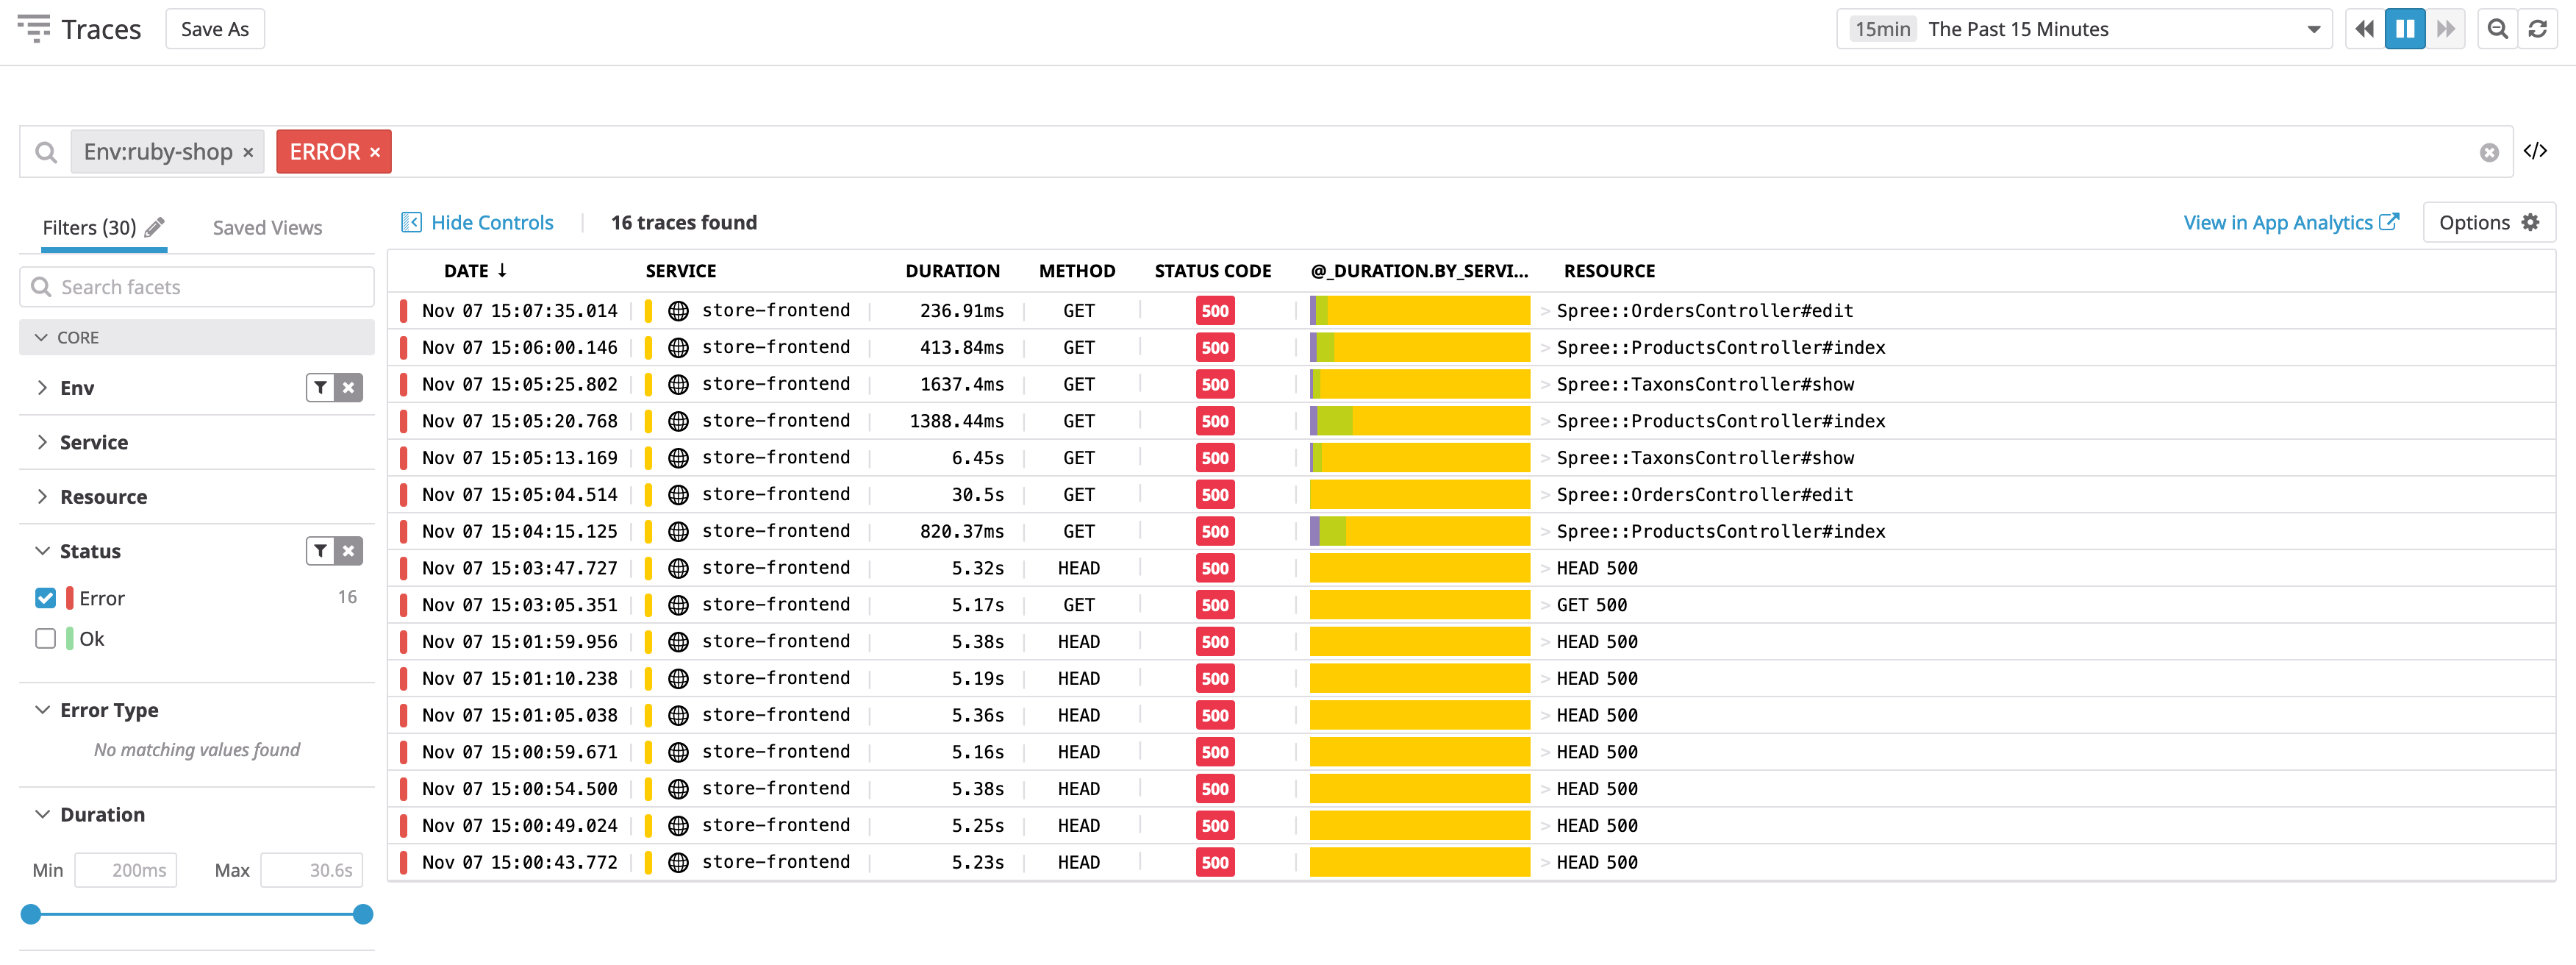 Traces Save As 15min The Past 15 Minutes
Env:ruby-shop × ERROR × </>
Filters (30) Saved Views Hide Controls 16 traces found View in App Analytics Options
Search facets
CORE
Env
Service
Resource
Status
Error 16
Ok
Error Type
No matching values found
Duration
Min 200ms Max 30.6s
DATE ↓ SERVICE DURATION METHOD STATUS CODE @_DURATION.BY_SERVI... RESOURCE
Nov 07 15:07:35.014 store-frontend 236.91ms GET 500 > Spree::OrdersController#edit
Nov 07 15:06:00.146 store-frontend 413.84ms GET 500 > Spree::ProductsController#index
Nov 07 15:05:25.802 store-frontend 1637.4ms GET 500 > Spree::TaxonsController#show
Nov 07 15:05:20.768 store-frontend 1388.44ms GET 500 > Spree::ProductsController#index
Nov 07 15:05:13.169 store-frontend 6.45s GET 500 > Spree::TaxonsController#show
Nov 07 15:05:04.514 store-frontend 30.5s GET 500 > Spree::OrdersController#edit
Nov 07 15:04:15.125 store-frontend 820.37ms GET 500 > Spree::ProductsController#index
Nov 07 15:03:47.727 store-frontend 5.32s HEAD 500 > HEAD 500
Nov 07 15:03:05.351 store-frontend 5.17s GET 500 > GET 500
Nov 07 15:01:59.956 store-frontend 5.38s HEAD 500 > HEAD 500
Nov 07 15:01:10.238 store-frontend 5.19s HEAD 500 > HEAD 500
Nov 07 15:01:05.038 store-frontend 5.36s HEAD 500 > HEAD 500
Nov 07 15:00:59.671 store-frontend 5.16s HEAD 500 > HEAD 500
Nov 07 15:00:54.500 store-frontend 5.38s HEAD 500 > HEAD 500
Nov 07 15:00:49.024 store-frontend 5.25s HEAD 500 > HEAD 500
Nov 07 15:00:43.772 store-frontend 5.23s HEAD 500 > HEAD 500